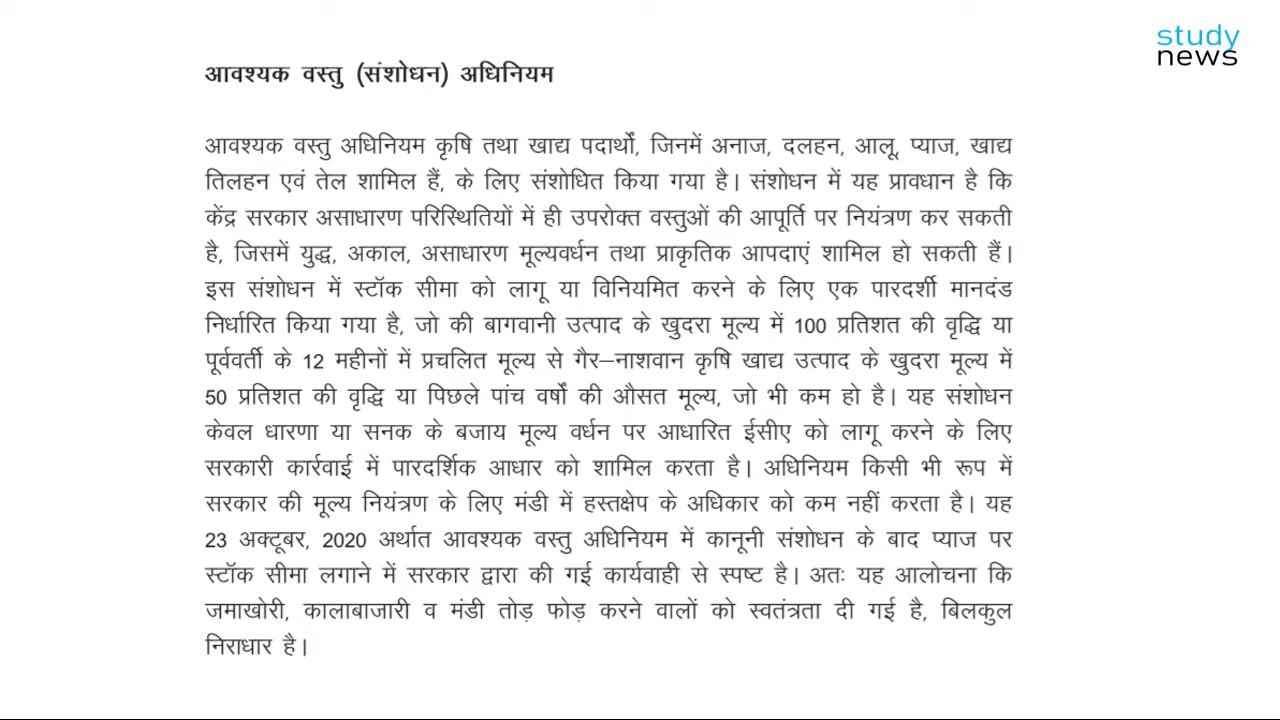 study
news
आवश्यक वस्तु (संशोधन) अधिनियम
आवश्यक वस्तु अधिनियम कृषि तथा खाद्य पदार्थों, जिनमें अनाज, दलहन, आलू, प्याज, खाद्य
तिलहन एवं तेल शामिल हैं, के लिए संशोधित किया गया है। संशोधन में यह प्रावधान है कि
केंद्र सरकार असाधारण परिस्थितियों में ही उपरोक्त वस्तुओं की आपूर्ति पर नियंत्रण कर सकती
है, जिसमें युद्ध, अकाल, असाधारण मूल्यवर्धन तथा प्राकृतिक आपदाएं शामिल हो सकती हैं।
इस संशोधन में स्टॉक सीमा को लागू या विनियमित करने के लिए एक पारदर्शी मानदंड
निर्धारित किया गया है, जो की बागवानी उत्पाद के खुदरा मूल्य में 100 प्रतिशत की वृद्धि या
पूर्ववर्ती के 12 महीनों में प्रचलित मूल्य से गैर–नाशवान कृषि खाद्य उत्पाद के खुदरा मूल्य में
50 प्रतिशत की वृद्धि या पिछले पांच वर्षों की औसत मूल्य, जो भी कम हो है। यह संशोधन
केवल धारणा या सनक के बजाय मूल्य वर्धन पर आधारित ईसीए को लागू करने के लिए
सरकारी कार्रवाई में पारदर्शिक आधार को शामिल करता है। अधिनियम किसी भी रूप में
सरकार की मूल्य नियंत्रण के लिए मंडी में हस्तक्षेप के अधिकार को कम नहीं करता है। यह
23 अक्टूबर, 2020 अर्थात आवश्यक वस्तु अधिनियम में कानूनी संशोधन के बाद प्याज पर
स्टॉक सीमा लगाने में सरकार द्वारा की गई कार्यवाही से स्पष्ट है। अतः यह आलोचना कि
जमाखोरी, कालाबाजारी व मंडी तोड़ फोड़ करने वालों को स्वतंत्रता दी गई है, बिलकुल
निराधार है।